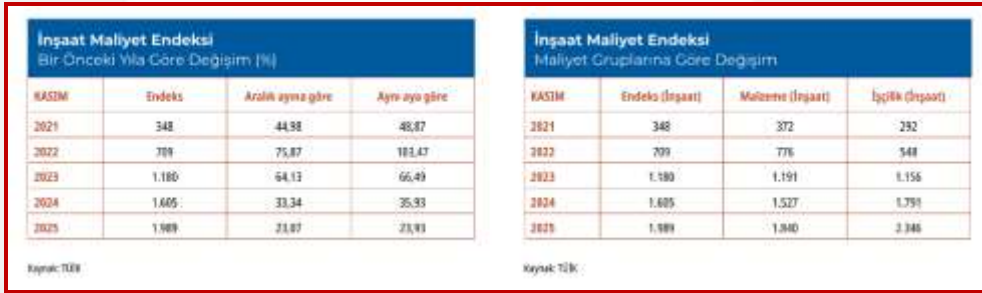 İnşaat Maliyet Endeksi
Bir Önceki Yıla Göre Değişim (%)
KASIM Endeks Aralık ayına göre Aynı aya göre
2021 348 44,98 48,87
2022 709 75,87 103,47
2023 1.180 64,13 66,49
2024 1.605 33,34 35,93
2025 1.989 23,07 23,93
Kaynak: TÜİK
İnşaat Maliyet Endeksi
Maliyet Gruplarına Göre Değişim
KASIM Endeks (İnşaat) Malzeme (İnşaat) İşçilik (İnşaat)
2021 348 372 292
2022 709 776 548
2023 1.180 1.191 1.156
2024 1.605 1.527 1.791
2025 1.989 1.840 2.346
Kaynak: TÜİK